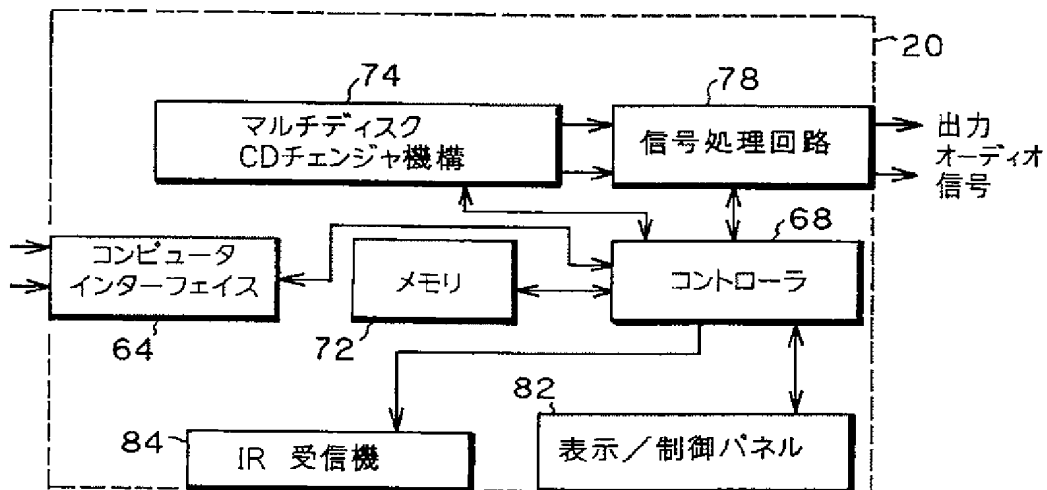 20
74
78
マルチディスク
CDチェンジャ機構
信号処理回路
出力
オーディオ
信号
68
コンピュータ
インターフェイス
メモリ
コントローラ
64
72
82
84
IR 受信機
表示/制御パネル